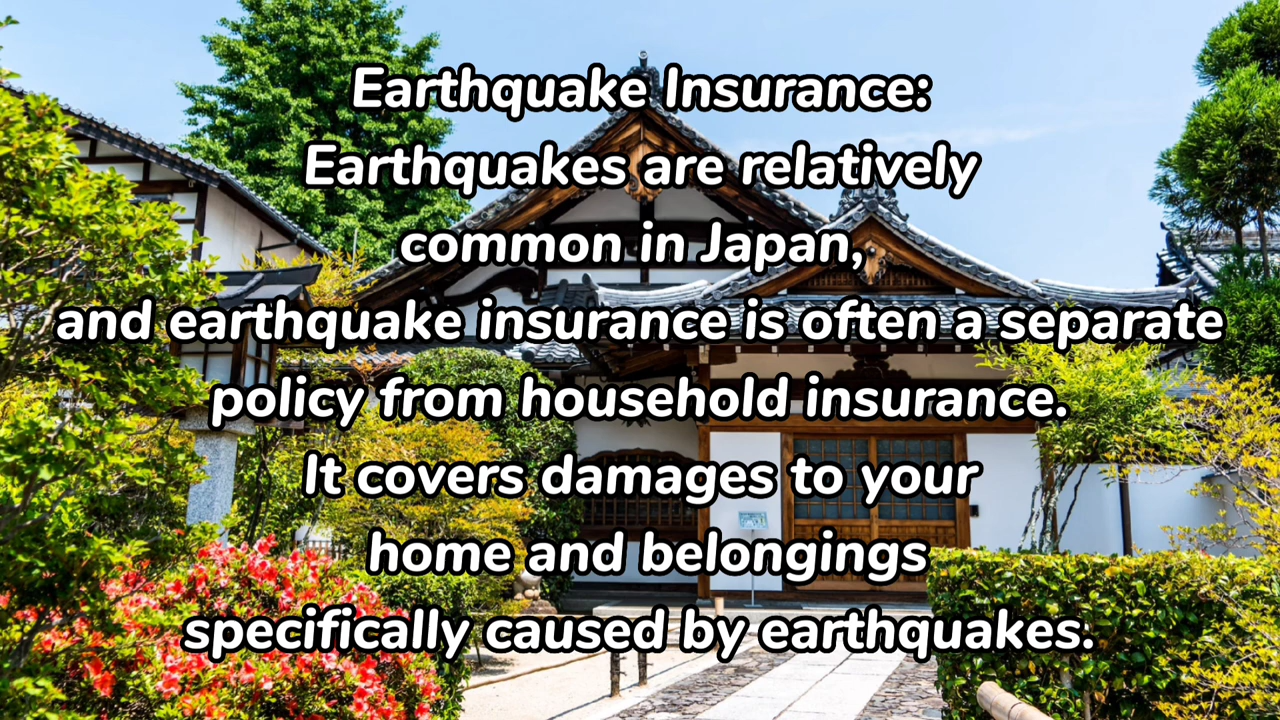 Earthquake Insurance:
Earthquakes are relatively
common in Japan,
and earthquake insurance is often a separate
policy from household insurance.
It covers damages to your
home and belongings
specifically caused by earthquakes.